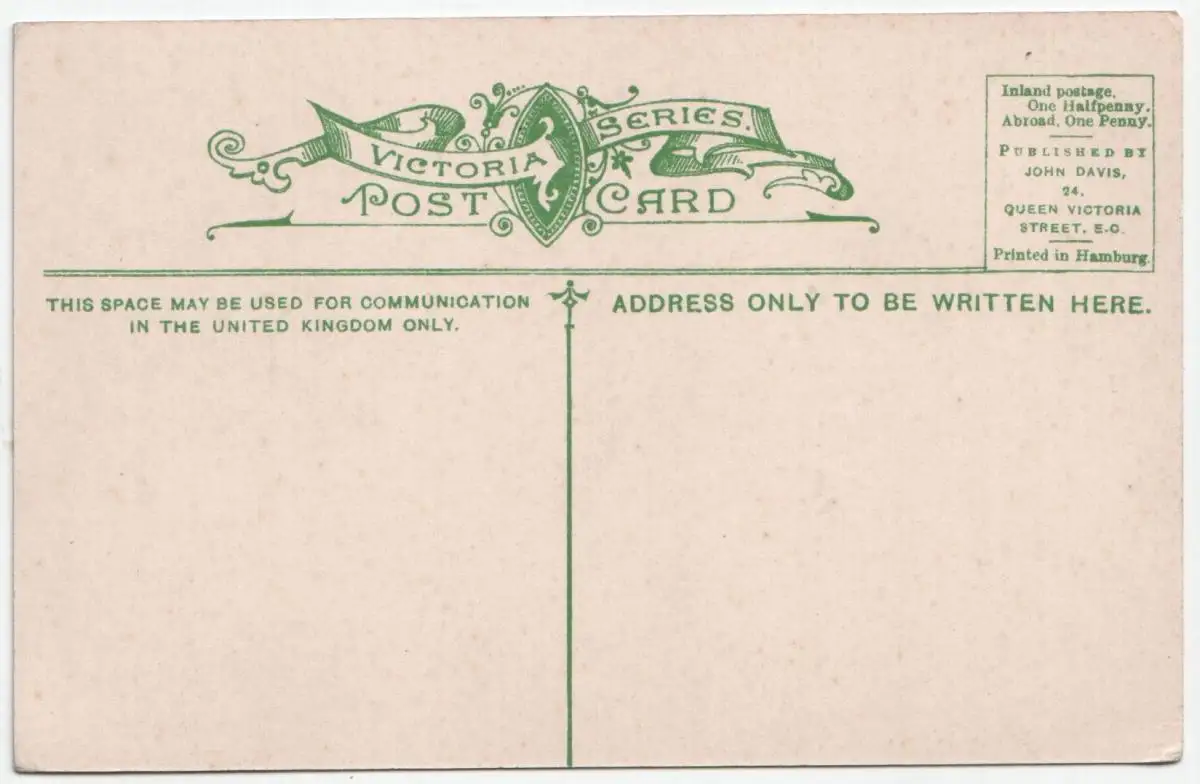 VICTORIA SERIES.
POST CARD
Inland postage,
One Halfpenny.
Abroad, One Penny.
PUBLISHED BY
JOHN DAVIS,
24,
QUEEN VICTORIA
STREET, E.C.
Printed in Hamburg
THIS SPACE MAY BE USED FOR COMMUNICATION
IN THE UNITED KINGDOM ONLY.
ADDRESS ONLY TO BE WRITTEN HERE.